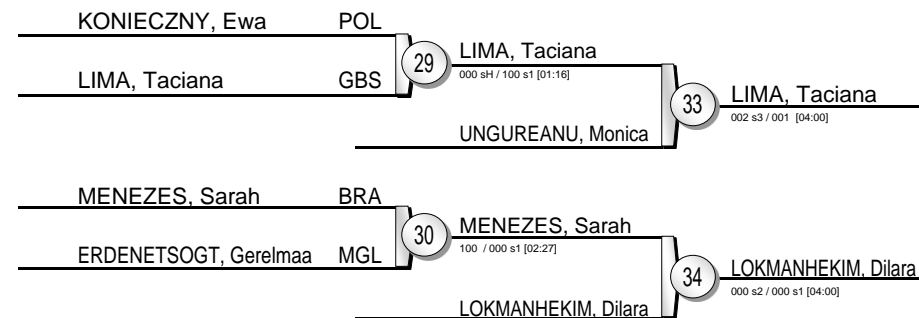 KONIECZNY, Ewa POL
LIMA, Taciana GBS
29
LIMA, Taciana
000 sH / 100 s1 [01:16]
UNGUREANU, Monica
33
LIMA, Taciana
002 s3 / 001 [04:00]
MENEZES, Sarah BRA
ERDENETSOGT, Gerelmaa MGL
30
MENEZES, Sarah
100 / 000 s1 [02:27]
LOKMANHEKIM, Dilara
34
LOKMANHEKIM, Dilara
000 s2 / 000 s1 [04:00]